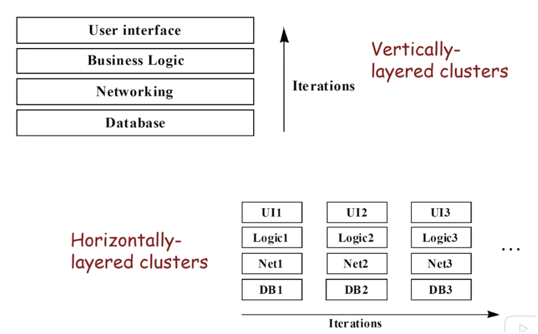 User interface
Business Logic
Networking
Database
Iterations
Vertically-
layered clusters
Horizontally-
layered clusters
UI1 UI2 UI3
Logic1 Logic2 Logic3
Net1 Net2 Net3
DB1 DB2 DB3
...
Iterations